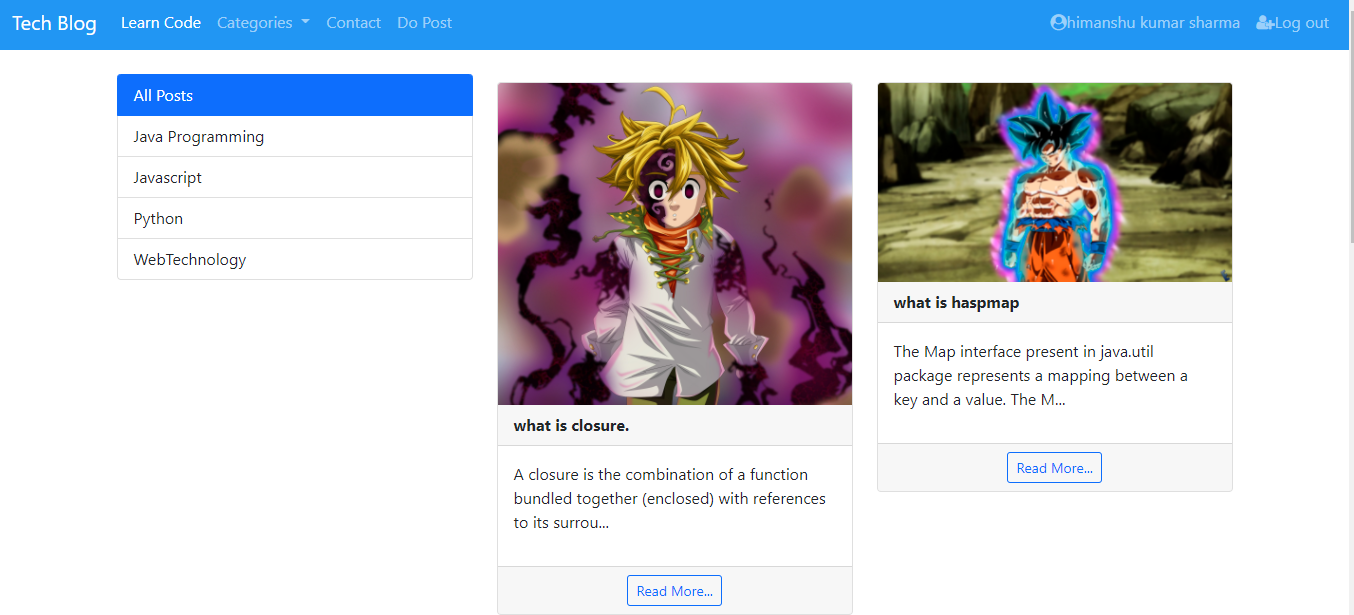 Tech Blog Learn Code Categories Contact Do Post himanshu kumar sharma Log out
All Posts
Java Programming
Javascript
Python
WebTechnology
what is closure.
A closure is the combination of a function
bundled together (enclosed) with references
to its surrou...
Read More...
what is haspmap
The Map interface present in java.util
package represents a mapping between a
key and a value. The M...
Read More...